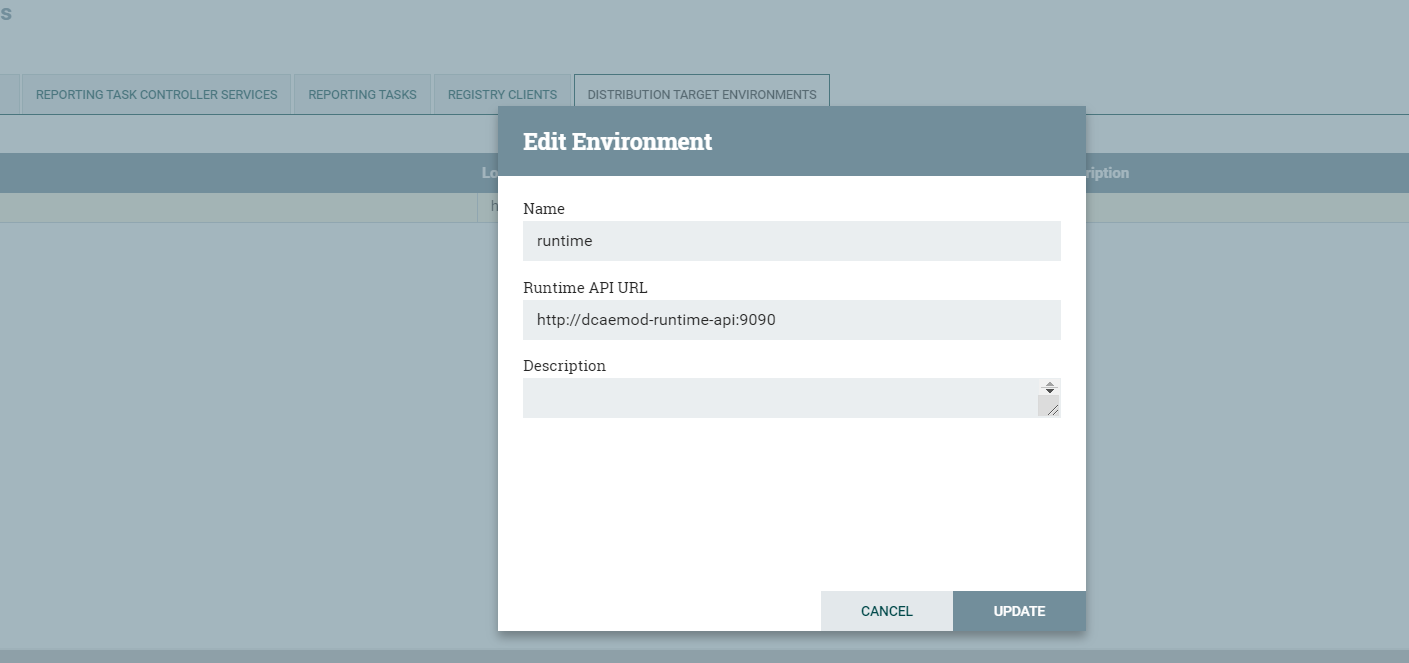 s
REPORTING TASK CONTROLLER SERVICES
REPORTING TASKS
REGISTRY CLIENTS
DISTRIBUTION TARGET ENVIRONMENTS
Edit Environment
Lo
ription
h
Name
runtime
Runtime API URL
http://dcaemod-runtime-api:9090
Description
CANCEL
UPDATE